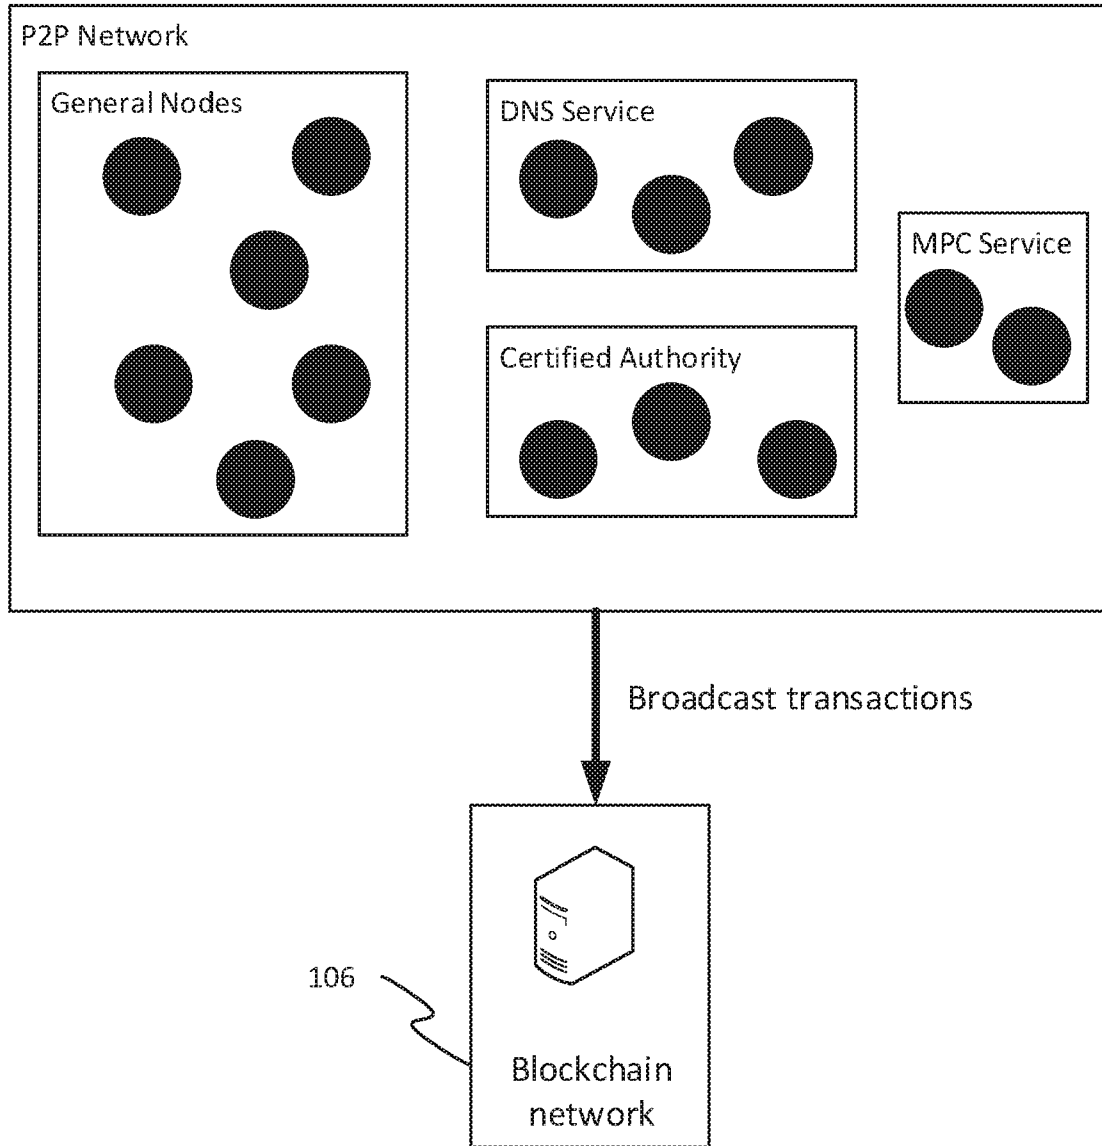 P2P Network
General Nodes
DNS Service
MPC Service
Certified Authority
Broadcast transactions
106
Blockchain
network